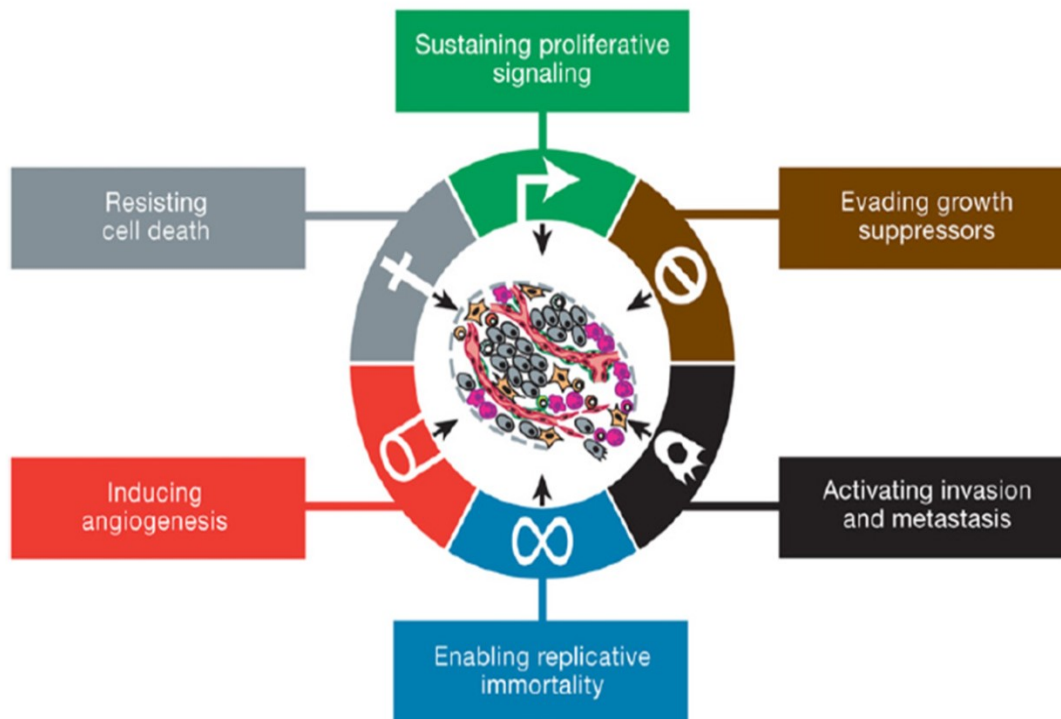 Sustaining proliferative
signaling
Resisting
cell death
Evading growth
suppressors
Inducing
angiogenesis
Activating invasion
and metastasis
Enabling replicative
immortality